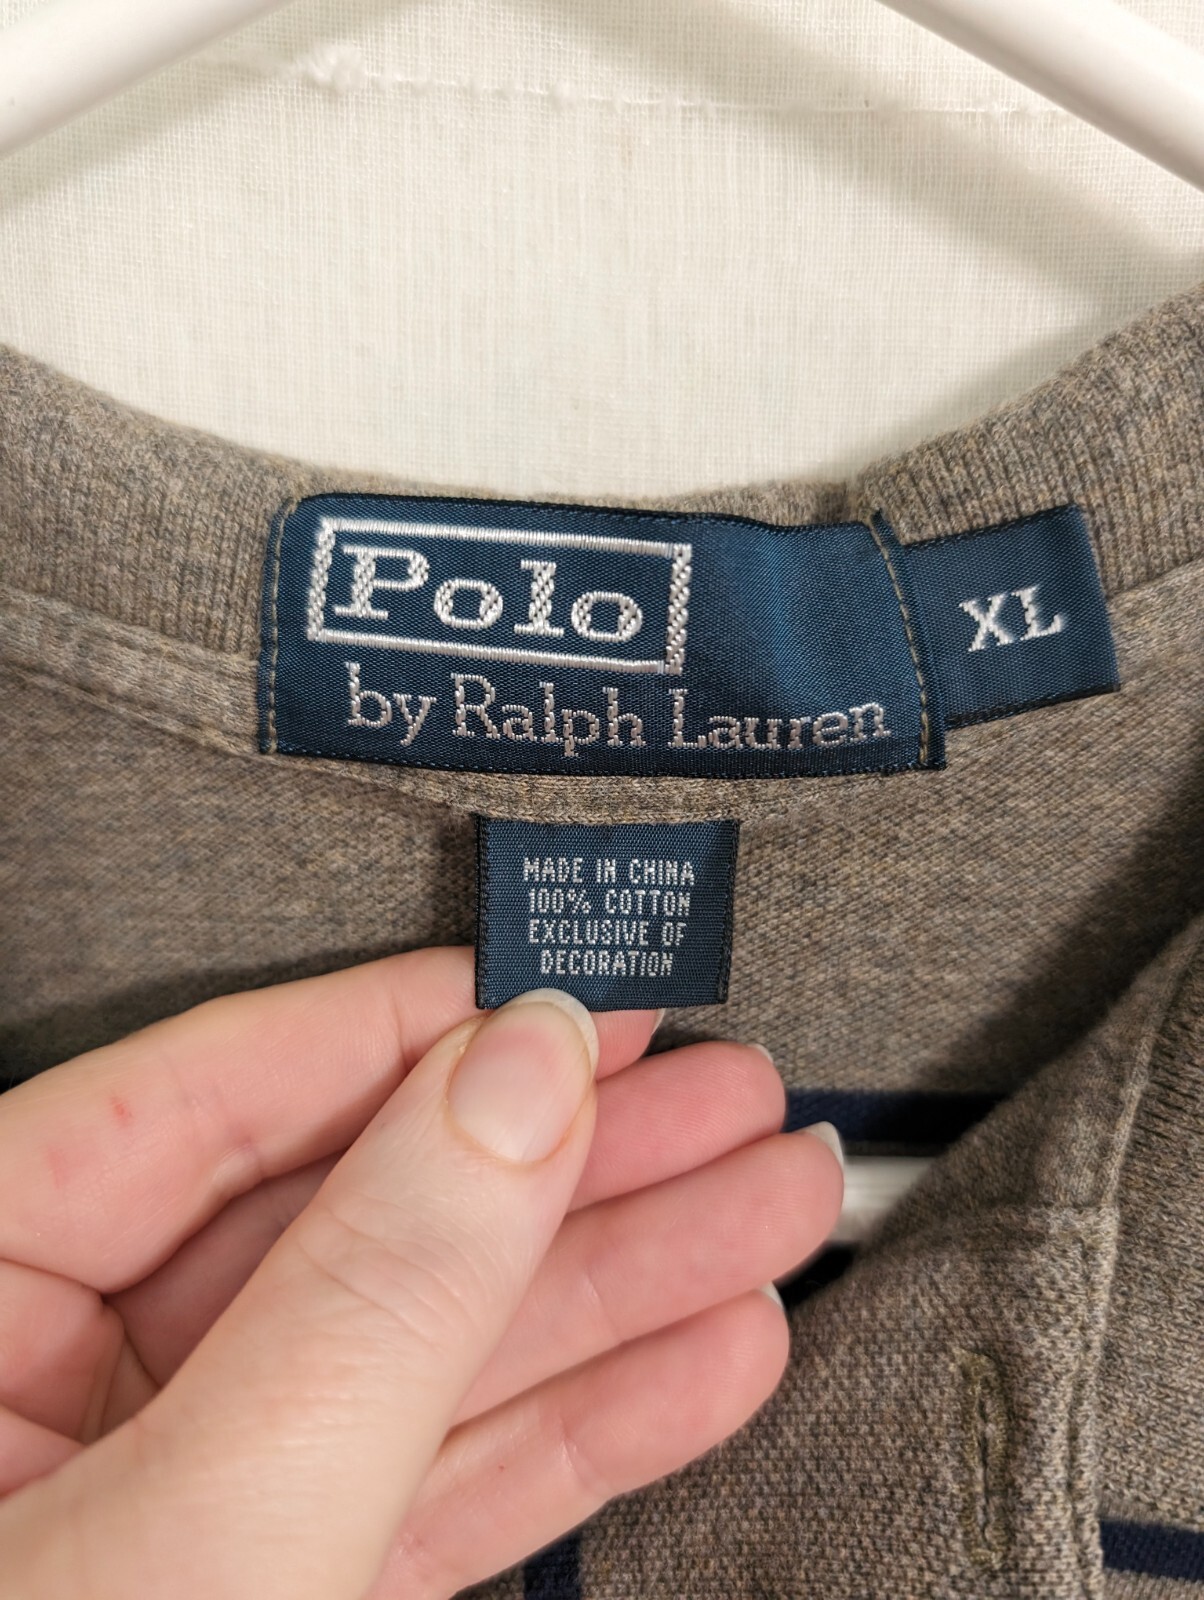 Polo
by Ralph Lauren
XL
MADE IN CHINA
100% COTTON
EXCLUSIVE OF
DECORATION